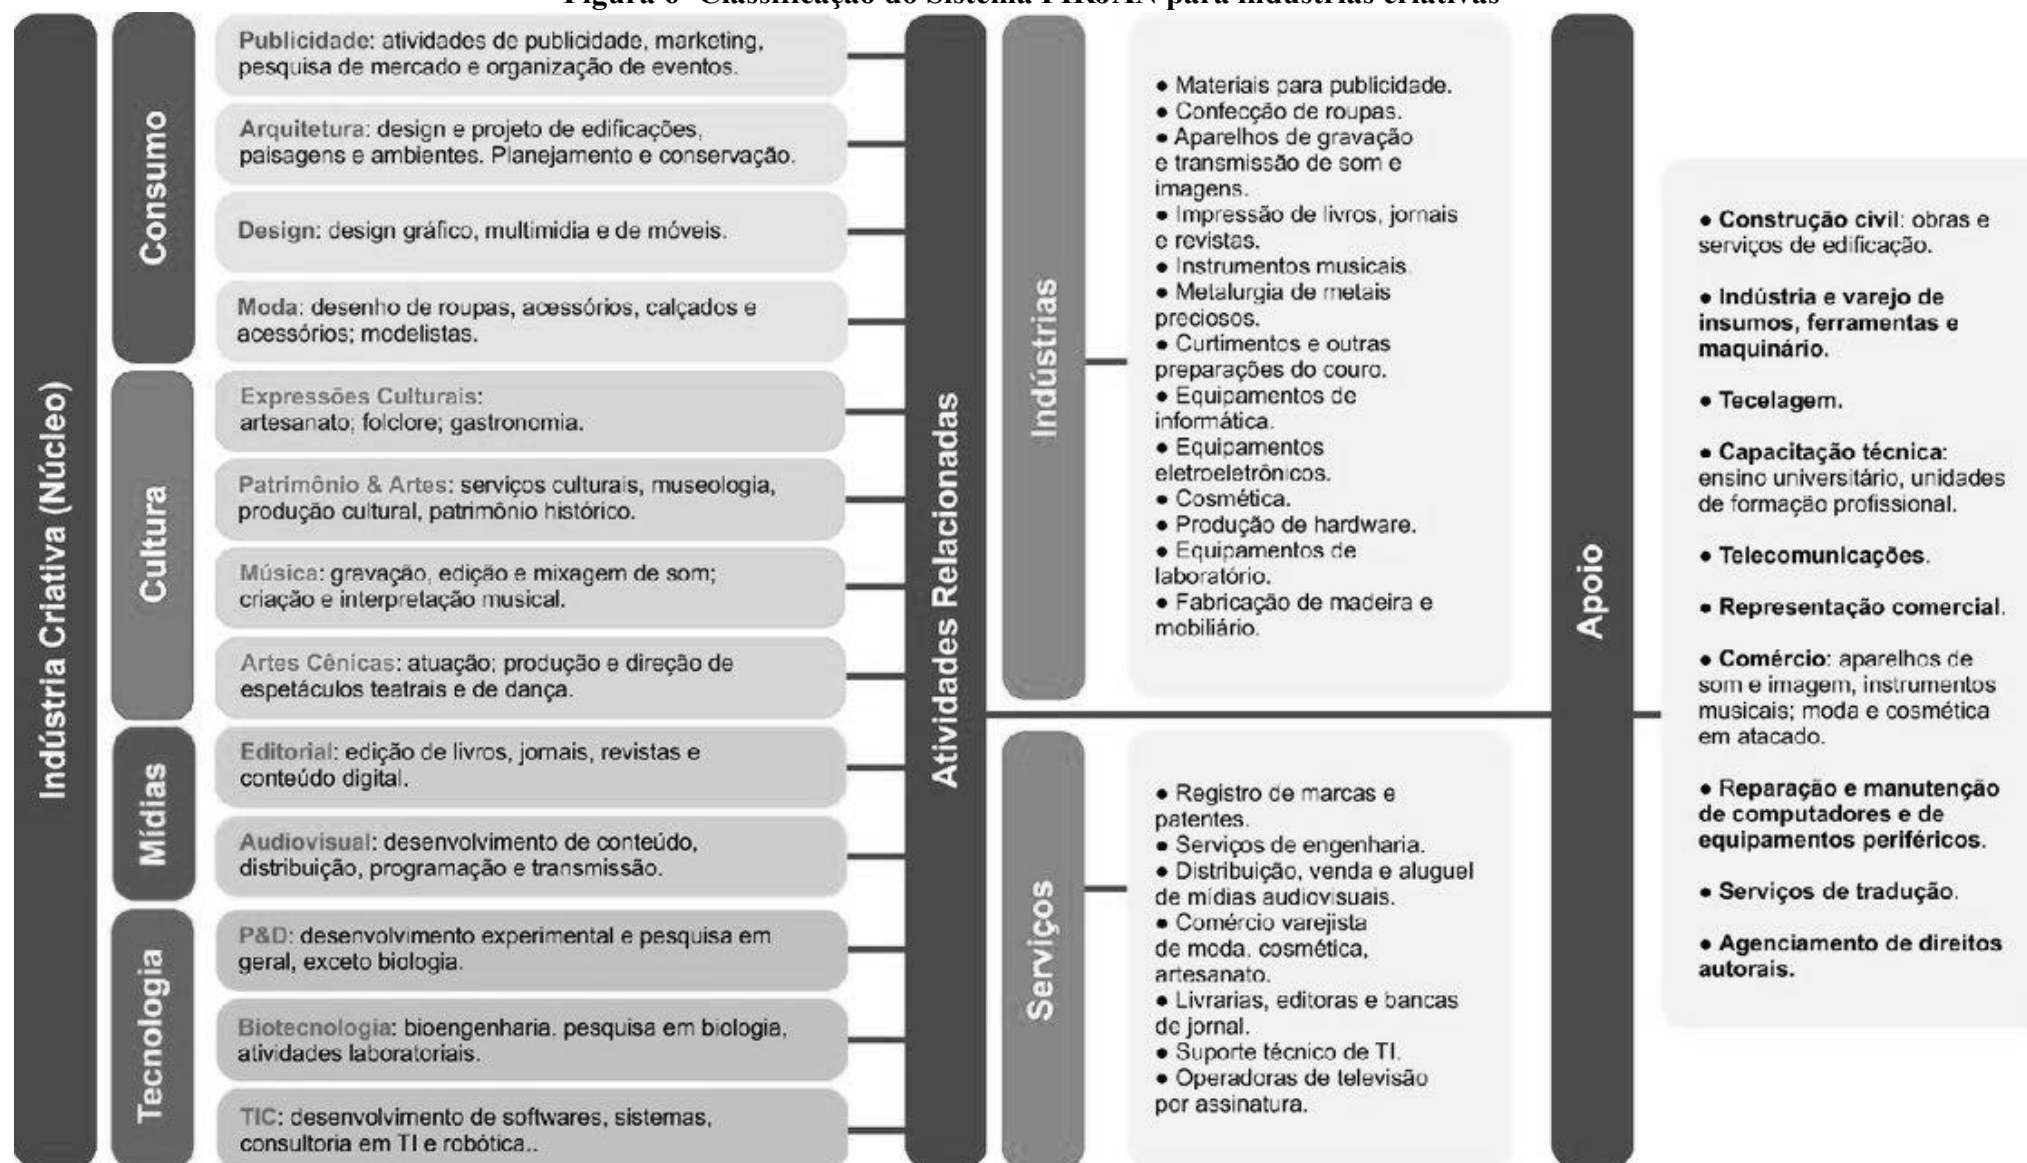 Figura 6- Classificação do Sistema FIRJAN para indústrias criativas
Indústria Criativa (Núcleo)
Consumo
Publicidade: atividades de publicidade, marketing,
pesquisa de mercado e organização de eventos.
Arquitetura: design e projeto de edificações,
paisagens e ambientes. Planejamento e conservação.
Design: design gráfico, multimidia e de móveis.
Moda: desenho de roupas, acessórios, calçados e
acessórios; modelistas.
Cultura
Expressões Culturais:
artesanato; folclore; gastronomia.
Patrimônio & Artes: serviços culturais, museologia,
produção cultural, patrimônio histórico.
Música: gravação, edição e mixagem de som;
criação e interpretação musical.
Artes Cênicas: atuação; produção e direção de
espetáculos teatrais e de dança.
Mídias
Editorial: edição de livros, jornais, revistas e
conteúdo digital.
Audiovisual: desenvolvimento de conteúdo,
distribuição, programação e transmissão.
Tecnologia
P&D: desenvolvimento experimental e pesquisa em
geral, exceto biologia.
Biotecnologia: bioengenharia, pesquisa em biologia,
atividades laboratoriais.
TIC: desenvolvimento de softwares, sistemas,
consultoria em TI e robótica..
Atividades Relacionadas
Indústrias
● Materiais para publicidade.
● Confecção de roupas.
● Aparelhos de gravação
e transmissão de som e
imagens.
● Impressão de livros, jornais
e revistas.
● Instrumentos musicais.
● Metalurgia de metais
preciosos.
● Curtimentos e outras
preparações do couro.
● Equipamentos de
informática.
● Equipamentos
eletroeletrônicos.
● Cosmética.
● Produção de hardware.
● Equipamentos de
laboratório.
● Fabricação de madeira e
mobiliário.
Serviços
● Registro de marcas e
patentes.
● Serviços de engenharia.
● Distribuição, venda e aluguel
de mídias audiovisuais.
● Comércio varejista
de moda, cosmética,
artesanato.
● Livrarias, editoras e bancas
de jornal.
● Suporte técnico de TI.
● Operadoras de televisão
por assinatura.
Apoio
● Construção civil: obras e
serviços de edificação.
● Indústria e varejo de
insumos, ferramentas e
maquinário.
● Tecelagem.
● Capacitação técnica:
ensino universitário, unidades
de formação profissional.
● Telecomunicações.
● Representação comercial.
● Comércio: aparelhos de
som e imagem, instrumentos
musicais; moda e cosmética
em atacado.
● Reparação e manutenção
de computadores e de
equipamentos periféricos.
● Serviços de tradução.
● Agenciamento de direitos
autorais.